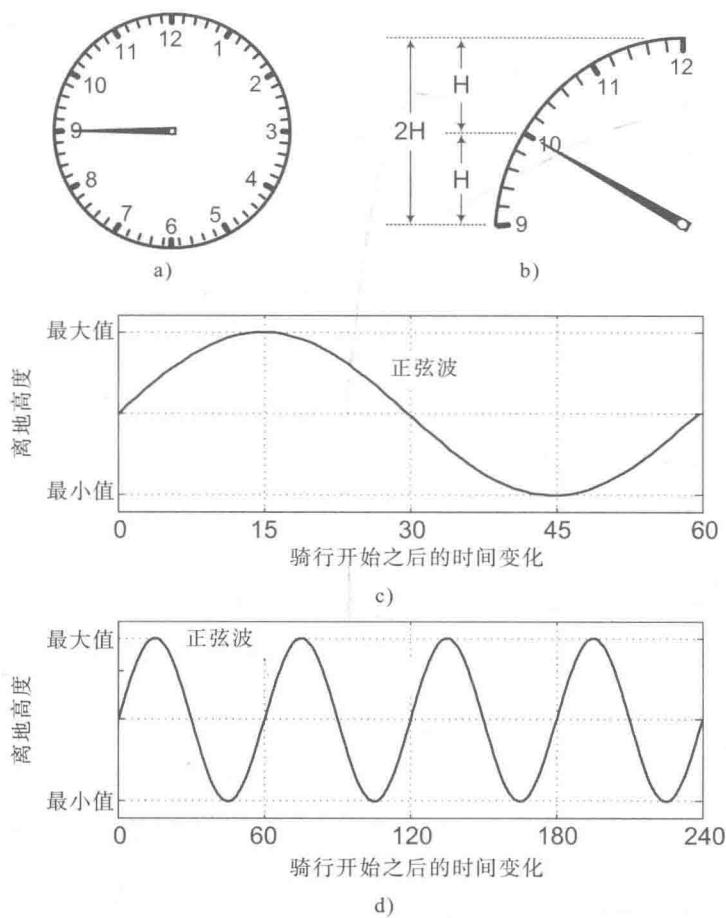 12
11
1
10
2
9
3
8
4
7
5
6
a)
2H
H
H
12
11
10
9
b)
最大值
正弦波
离地高度
最小值
0 15 30 45 60
骑行开始之后的时间变化
c)
最大值
正弦波
离地高度
最小值
0 60 120 180 240
骑行开始之后的时间变化
d)